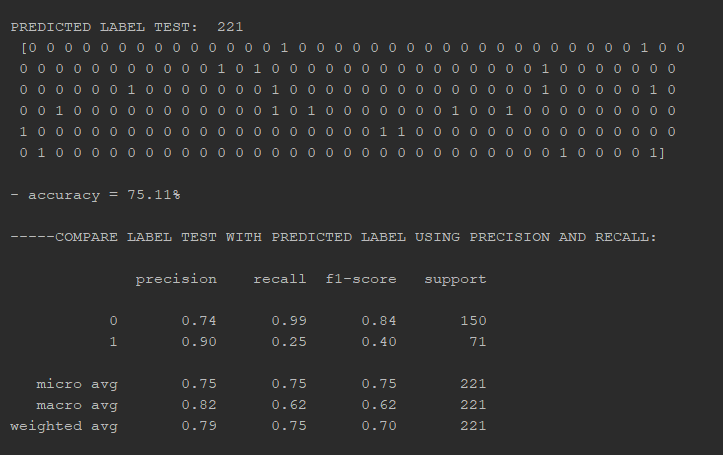 PREDICTED LABEL TEST:  221
[0 0 0 0 0 0 0 0 0 0 0 0 0 0 1 0 0 0 0 0 0 0 0 0 0 0 0 0 0 0 0 0 0 0 1 0 0
0 0 0 0 0 0 0 0 0 0 0 1 0 1 0 0 0 0 0 0 0 0 0 0 0 0 0 0 0 1 0 0 0 0 0 0 0
0 0 0 0 0 0 1 0 0 0 0 0 0 0 1 0 0 0 0 0 0 0 0 0 0 0 0 0 0 1 0 0 0 0 0 1 0
0 0 1 0 0 0 0 0 0 0 0 0 0 0 1 0 1 0 0 0 0 0 0 0 1 0 0 1 0 0 0 0 0 0 0 0 0
1 0 0 0 0 0 0 0 0 0 0 0 0 0 0 0 0 0 0 0 1 1 0 0 0 0 0 0 0 0 0 0 0 0 0 0 0
0 1 0 0 0 0 0 0 0 0 0 0 0 0 0 0 0 0 0 0 0 0 0 0 0 0 0 0 0 0 1 0 0 0 0 1]
- accuracy = 75.11%
-----COMPARE LABEL TEST WITH PREDICTED LABEL USING PRECISION AND RECALL:
precision    recall  f1-score   support
0       0.74      0.99      0.84       150
1       0.90      0.25      0.40        71
micro avg       0.75      0.75      0.75       221
macro avg       0.82      0.62      0.62       221
weighted avg       0.79      0.75      0.70       221